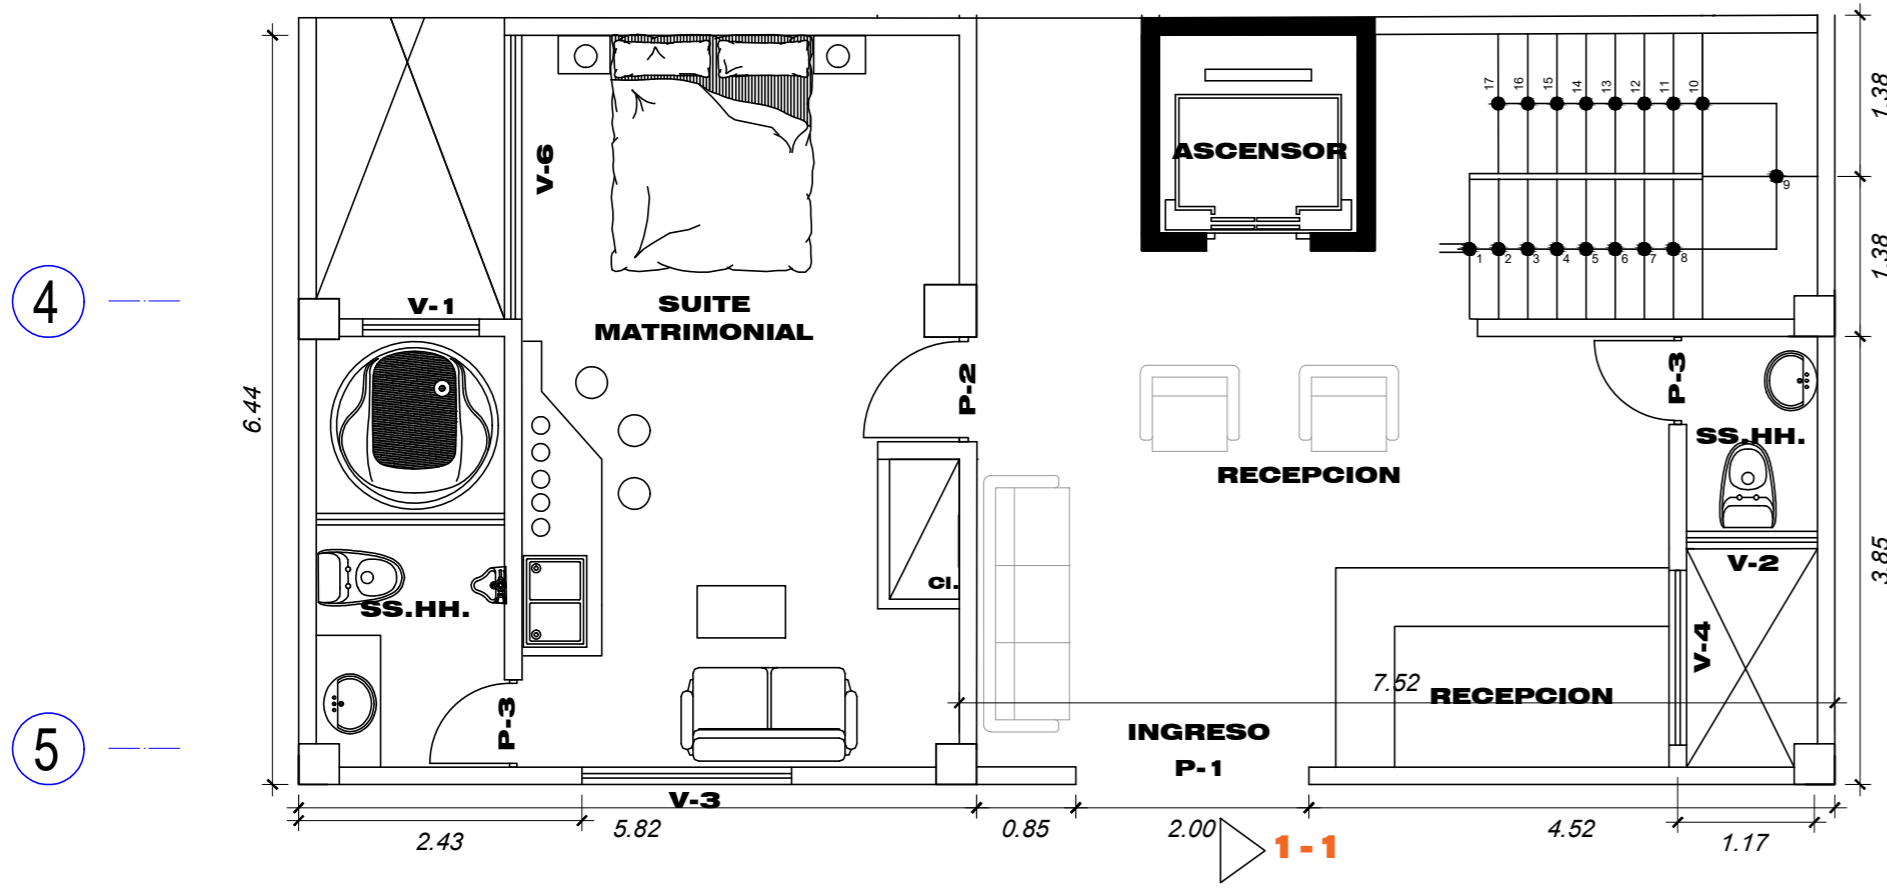 17
16
15
14
13
12
11
10
1.38
ASCENSOR
V-6
9
1.38
1
2
3
4
5
6
7
8
4
V-1
SUITE
MATRIMONIAL
6.44
P-2
P-3
SS.HH.
RECEPCION
3.85
V-2
CI.
SS.HH.
V-4
7.52
RECEPCION
P-3
INGRESO
P-1
5
V-3
2.43
5.82
0.85
2.00
4.52
1.17
1-1